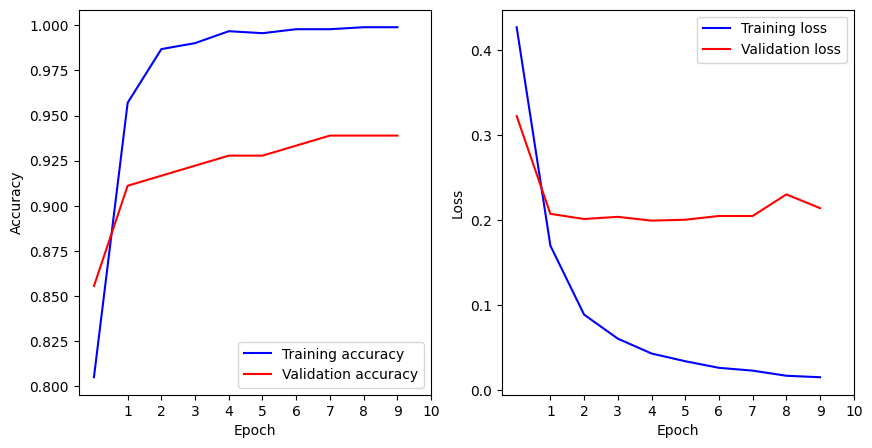 1.000
0.975
0.950
0.925
0.900
0.875
0.850
0.825
0.800
Accuracy
Training accuracy
Validation accuracy
1 2 3 4 5 6 7 8 9 10
Epoch
0.4
0.3
0.2
0.1
0.0
Loss
Training loss
Validation loss
1 2 3 4 5 6 7 8 9 10
Epoch